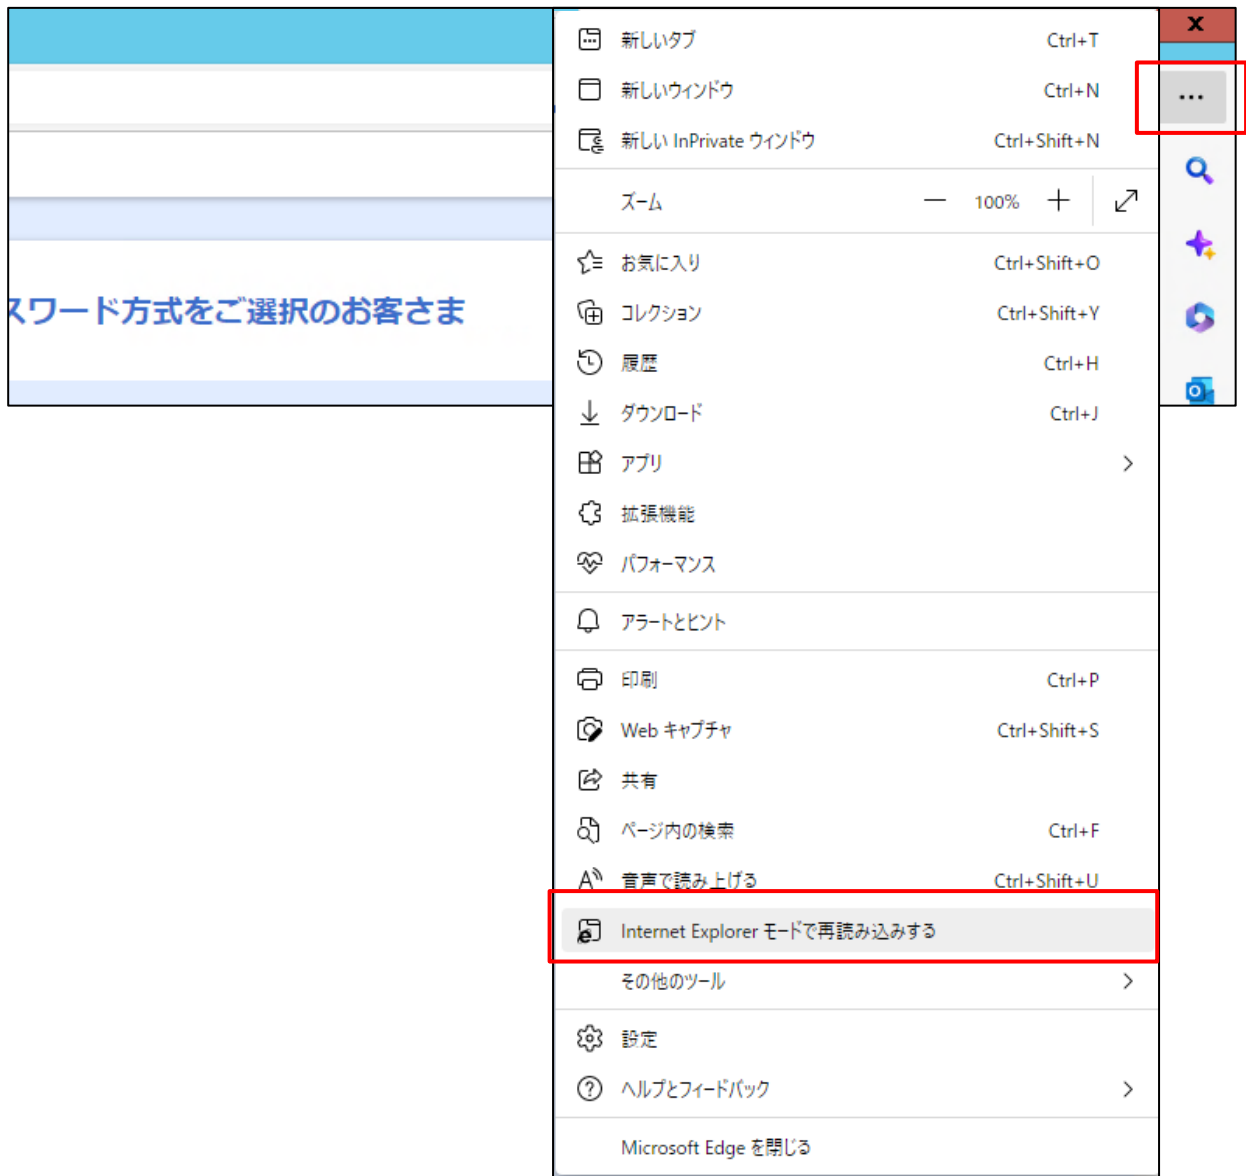 新しいタブ Ctrl+T
新しいウィンドウ Ctrl+N
新しい InPrivate ウィンドウ Ctrl+Shift+N
ズーム 100%
お気に入り Ctrl+Shift+O
スワード方式をご選択のお客さま
コレクション Ctrl+Shift+Y
履歴 Ctrl+H
ダウンロード Ctrl+J
アプリ
拡張機能
パフォーマンス
アラートとヒント
印刷 Ctrl+P
Web キャプチャ Ctrl+Shift+S
共有
ページ内の検索 Ctrl+F
音声で読み上げる Ctrl+Shift+U
Internet Explorer モードで再読み込みする
その他のツール
設定
ヘルプとフィードバック
Microsoft Edge を閉じる